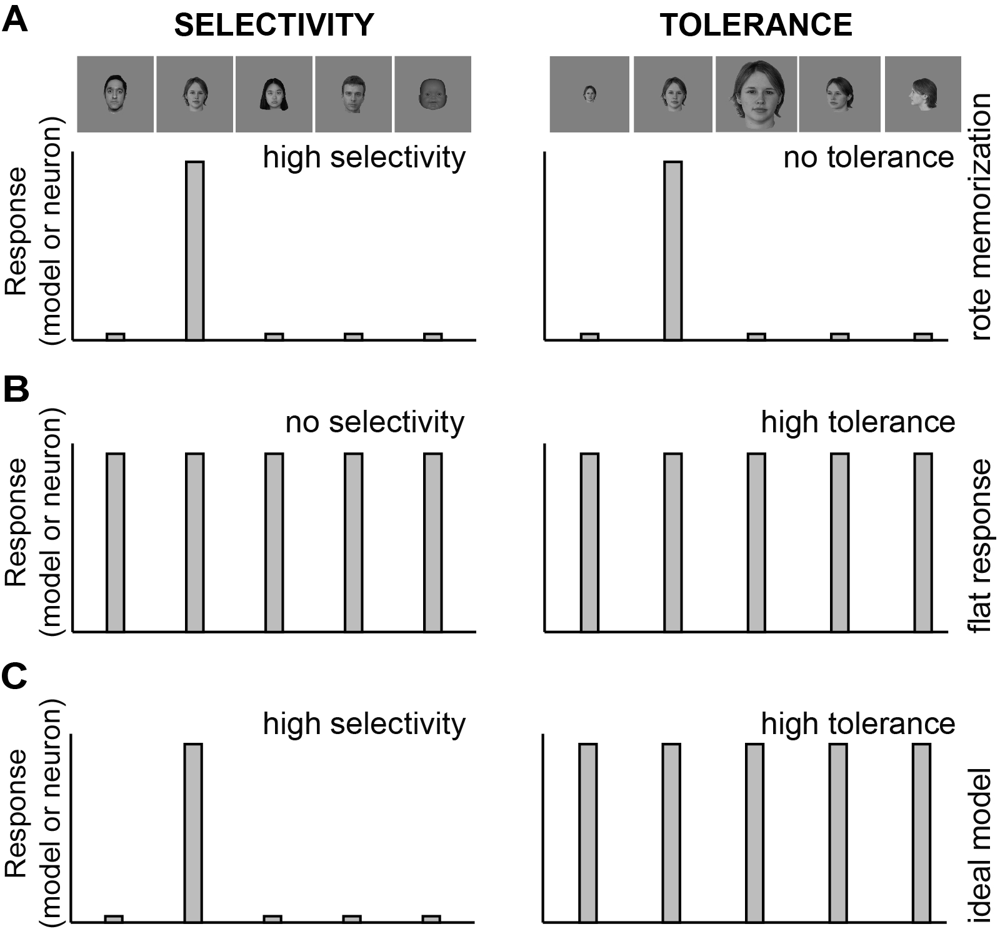 A
SELECTIVITY
TOLERANCE
Response
(model or neuron)
high selectivity
no tolerance
rote memorization
B
Response
(model or neuron)
no selectivity
high tolerance
flat response
C
Response
(model or neuron)
high selectivity
high tolerance
ideal model